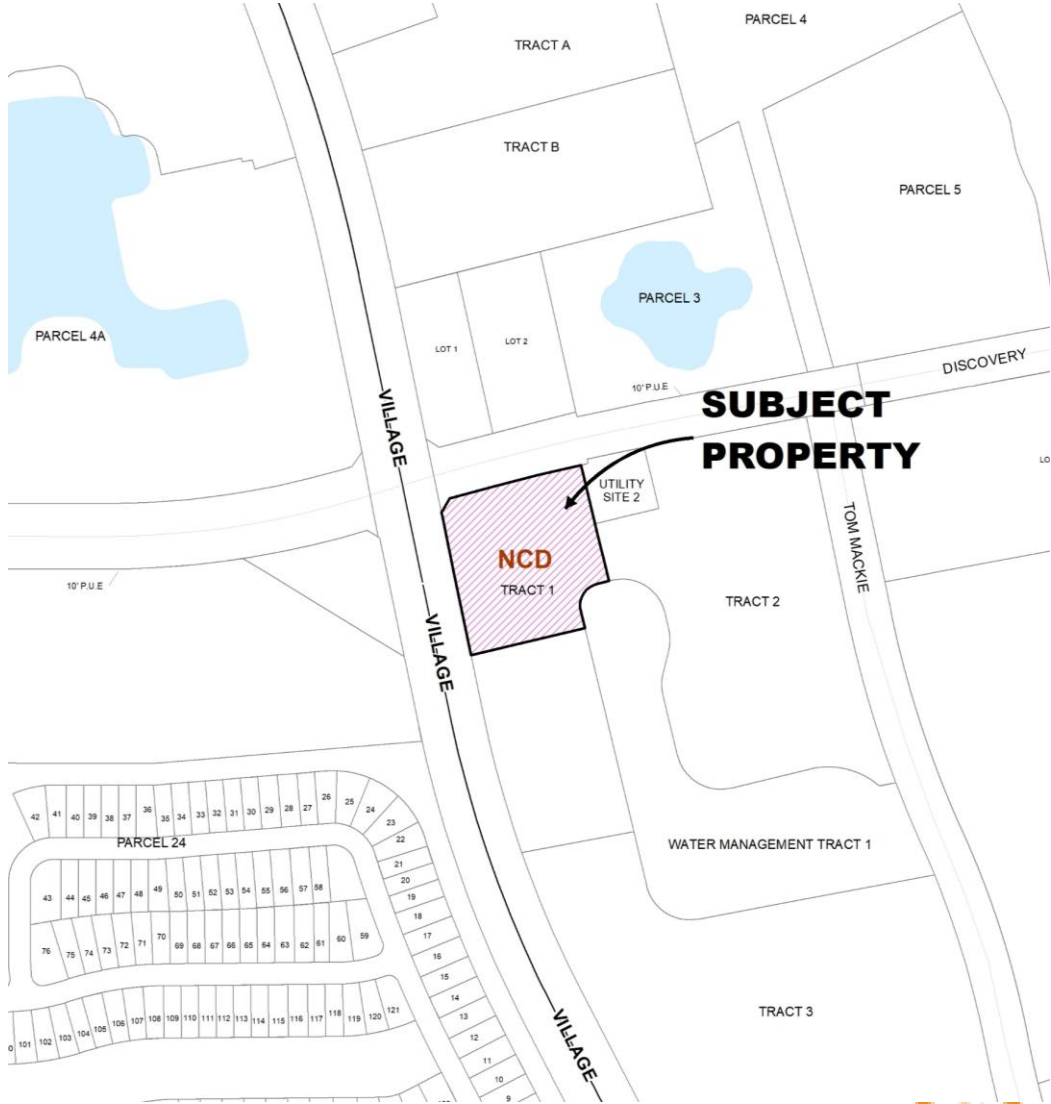 PARCEL 4
TRACT A
TRACT B
PARCEL 5
PARCEL 3
PARCEL 4A
LOT 1
LOT 2
10' P.U.E
DISCOVERY
VILLAGE
SUBJECT
PROPERTY
UTILITY
SITE 2
LO
NCD
TRACT 1
TOM MACKIE
10' P.U.E
TRACT 2
VILLAGE
42 41 40 39 38 37 36 35 34 33 32 31 30 29 28 27 26 25 24 23 22 21 20 19 18 17 16 15 14 13 12 11 10 9
PARCEL 24
WATER MANAGEMENT TRACT 1
43 44 45 46 47 48 49 50 51 52 53 54 55 56 57 58
76 75 74 73 72 71 70 69 68 67 66 65 64 63 62 61 60 59
101 102 103 104 105 106 107 108 109 110 111 112 113 114 115 116 117 118 119 120 121
TRACT 3
VILLAGE